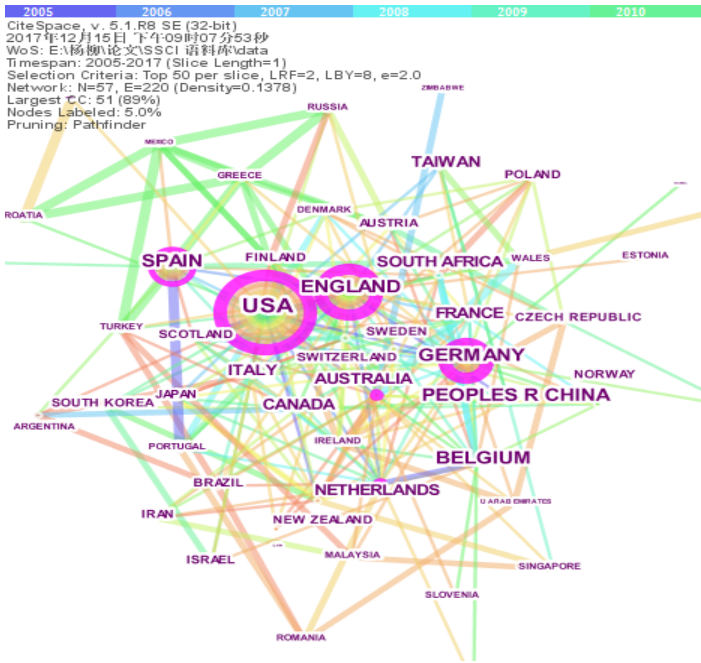 2005 2006 2007 2008 2009 2010
CiteSpace, v. 5.1.R8 SE (32-bit)
2017年12月15日 下午09时07分53秒
WoS: E:\杨柳\论文\SSCI 语料库\data
Timespan: 2005-2017 (Slice Length=1)
Selection Criteria: Top 50 per slice, LRF=2, LBY=8, e=2.0
Network: N=57, E=220 (Density=0.1378)
Largest CC: 51 (89%)
Nodes Labeled: 5.0%
Pruning: Pathfinder
ZIMBABWE
RUSSIA
MEXICO
TAIWAN
GREECE
POLAND
DENMARK
ROATIA
AUSTRIA
SPAIN
FINLAND
SOUTH AFRICA
WALES
ESTONIA
ENGLAND
USA
FRANCE
CZECH REPUBLIC
TURKEY
SCOTLAND
SWEDEN
SWITZERLAND
GERMANY
ITALY
AUSTRALIA
NORWAY
SOUTH KOREA
JAPAN
CANADA
PEOPLES R CHINA
ARGENTINA
PORTUGAL
IRELAND
BELGIUM
BRAZIL
NETHERLANDS
U ARAB EMIRATES
IRAN
NEW ZEALAND
ISRAEL
MALAYSIA
SINGAPORE
SLOVENIA
ROMANIA